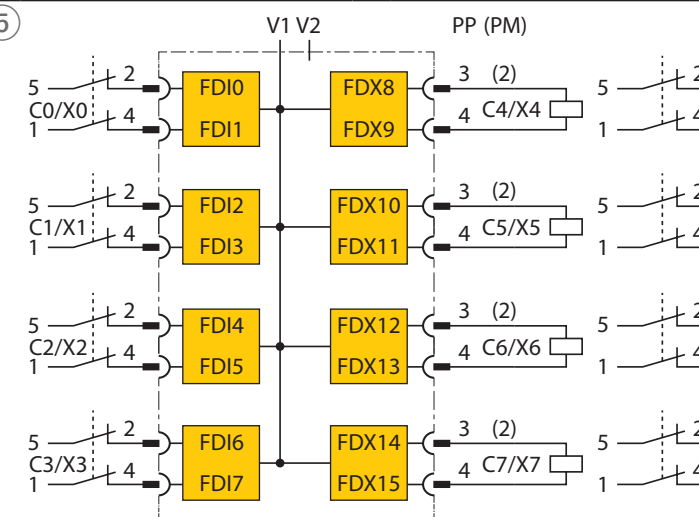 5
V1 V2 PP (PM)
5 2 FDI0 FDX8 3 (2) 5 2
C0/X0 C4/X4
1 4 FDI1 FDX9 4 1 4
5 2 FDI2 FDX10 3 (2) 5 2
C1/X1 C5/X5
1 4 FDI3 FDX11 4 1 4
5 2 FDI4 FDX12 3 (2) 5 2
C2/X2 C6/X6
1 4 FDI5 FDX13 4 1 4
5 2 FDI6 FDX14 3 (2) 5 2
C3/X3 C7/X7
1 4 FDI7 FDX15 4 1 4